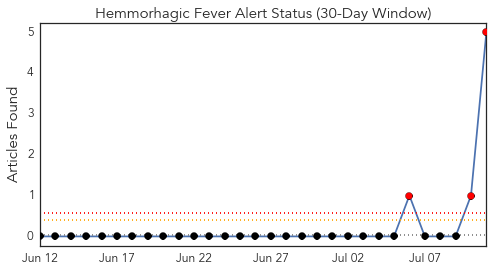 Hemmorhagic Fever Alert Status (30-Day Window)
Articles Found
5
4
3
2
1
0
Jun 12 Jun 17 Jun 22 Jun 27 Jul 02 Jul 07